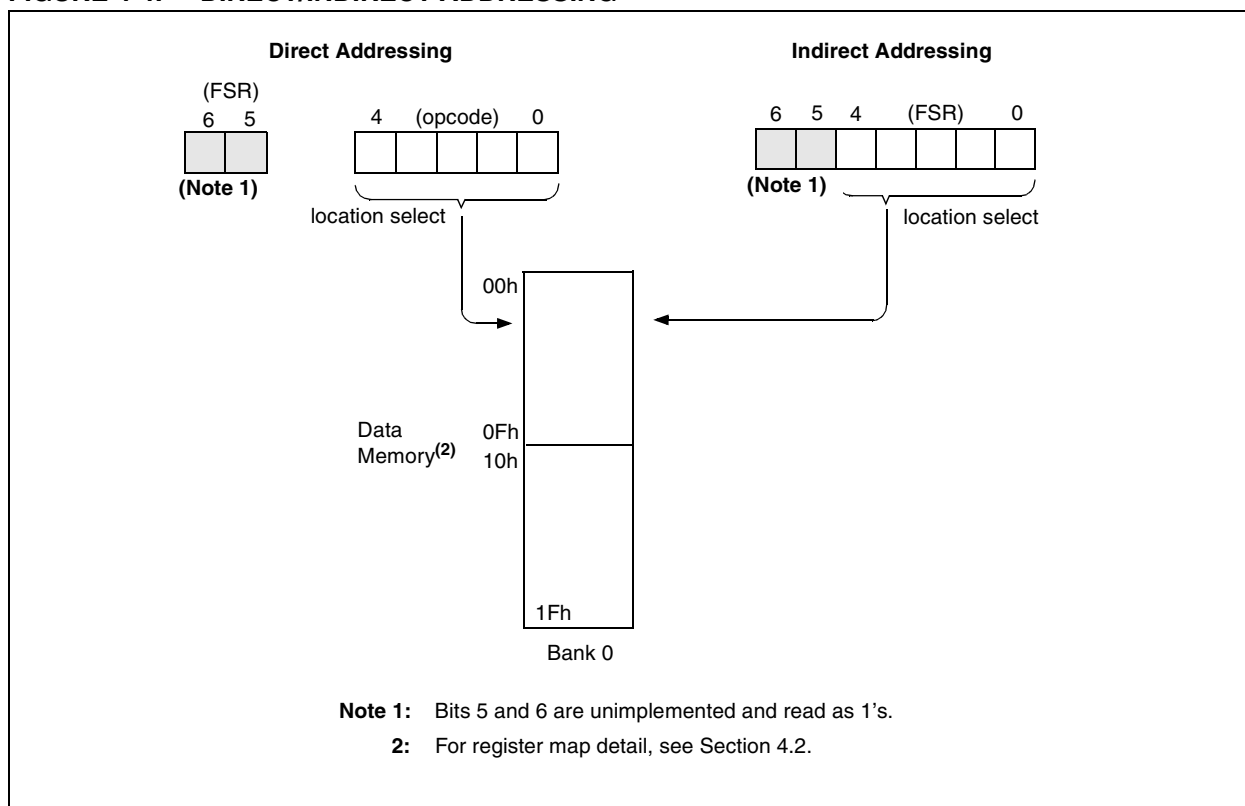 Direct Addressing
(FSR)
6 5
(Note 1)
4 (opcode) 0
location select
Indirect Addressing
6 5 4 (FSR) 0
(Note 1)
location select
00h
Data
Memory(2)
0Fh
10h
1Fh
Bank 0
Note 1: Bits 5 and 6 are unimplemented and read as 1's.
2: For register map detail, see Section 4.2.